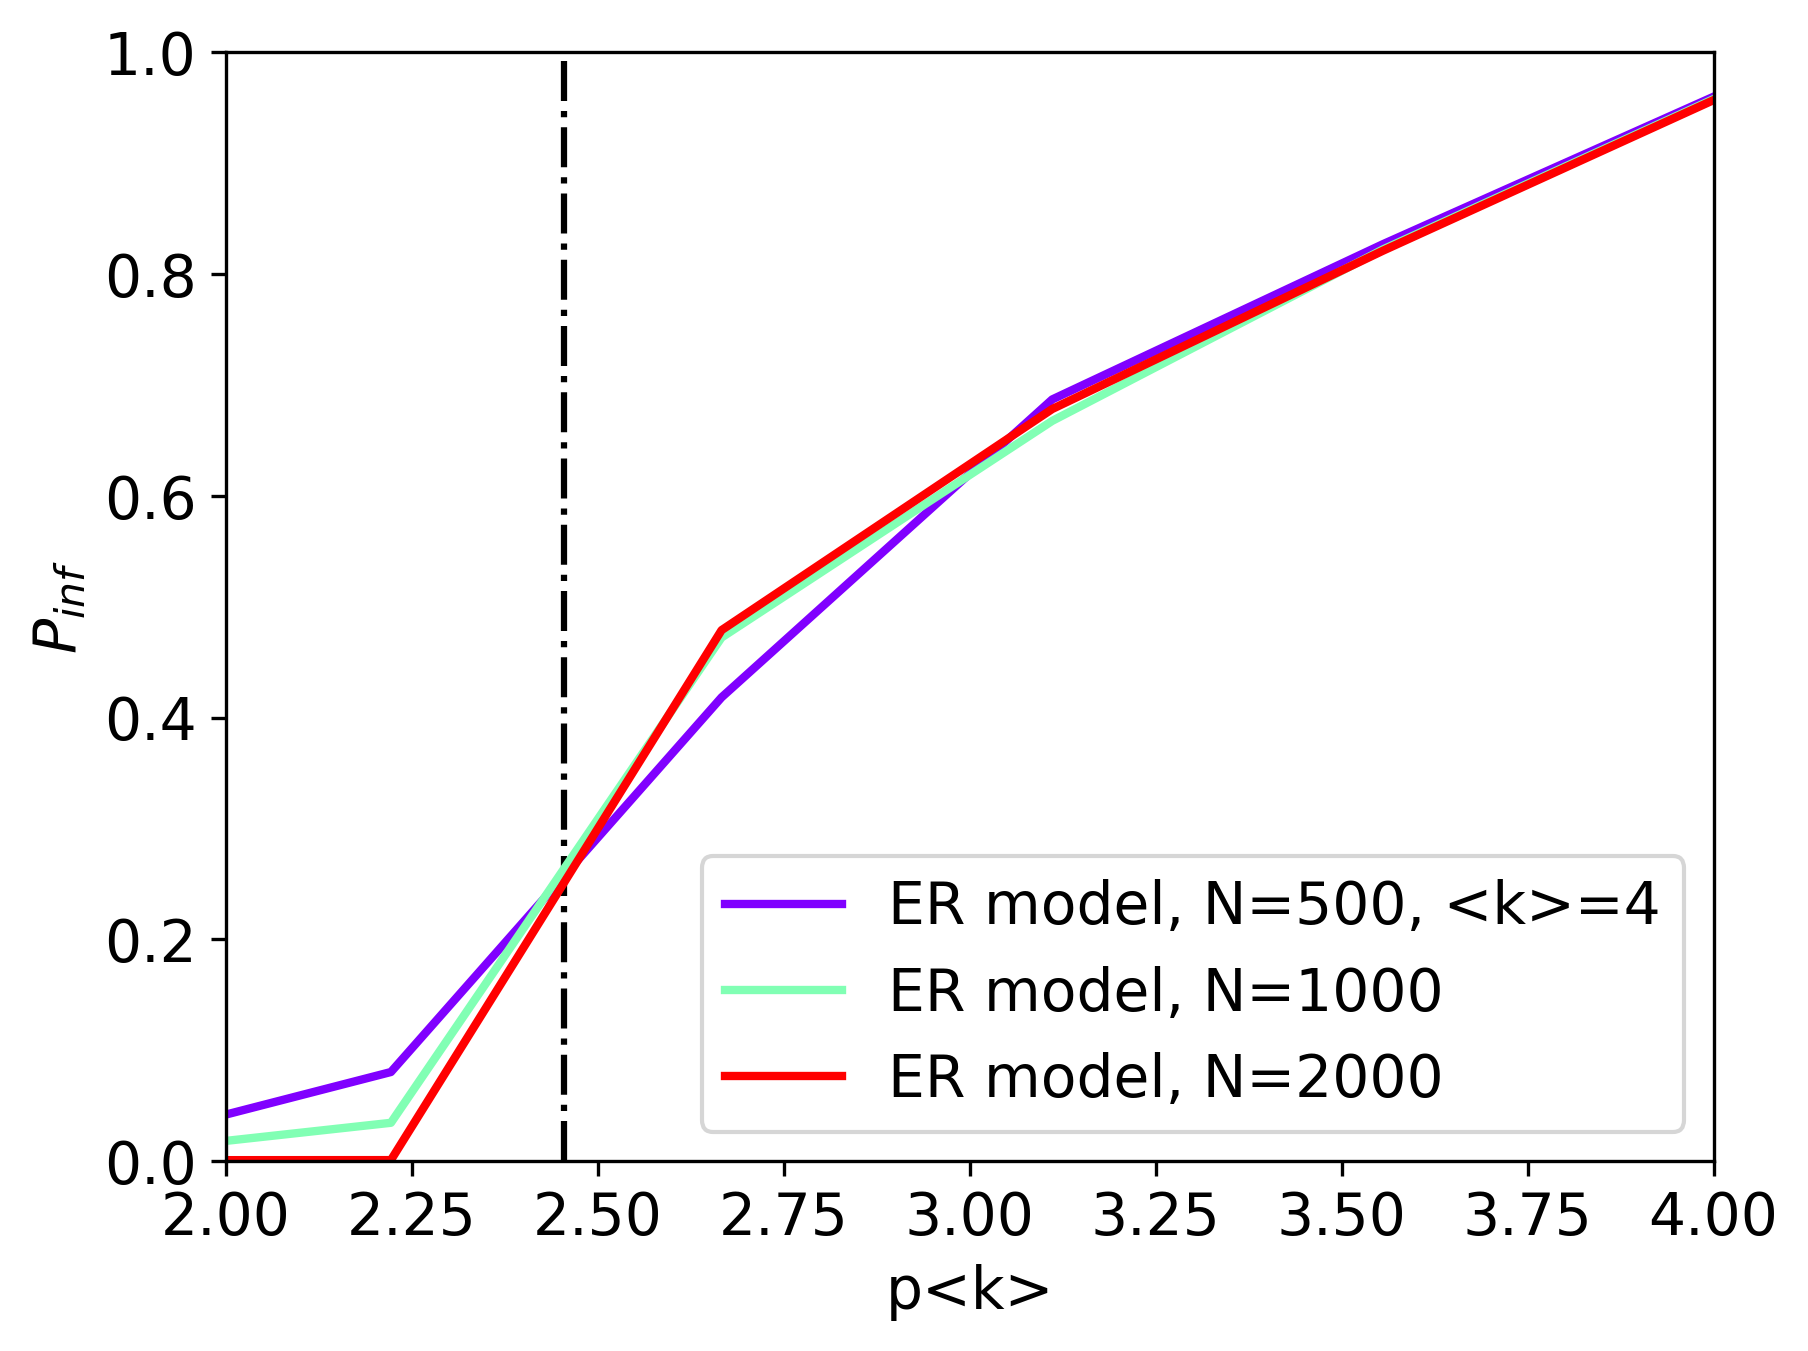 1.0
0.8
0.6
0.4
0.2
0.0
P_inf
2.00 2.25 2.50 2.75 3.00 3.25 3.50 3.75 4.00
p<k>
ER model, N=500, <k>=4
ER model, N=1000
ER model, N=2000